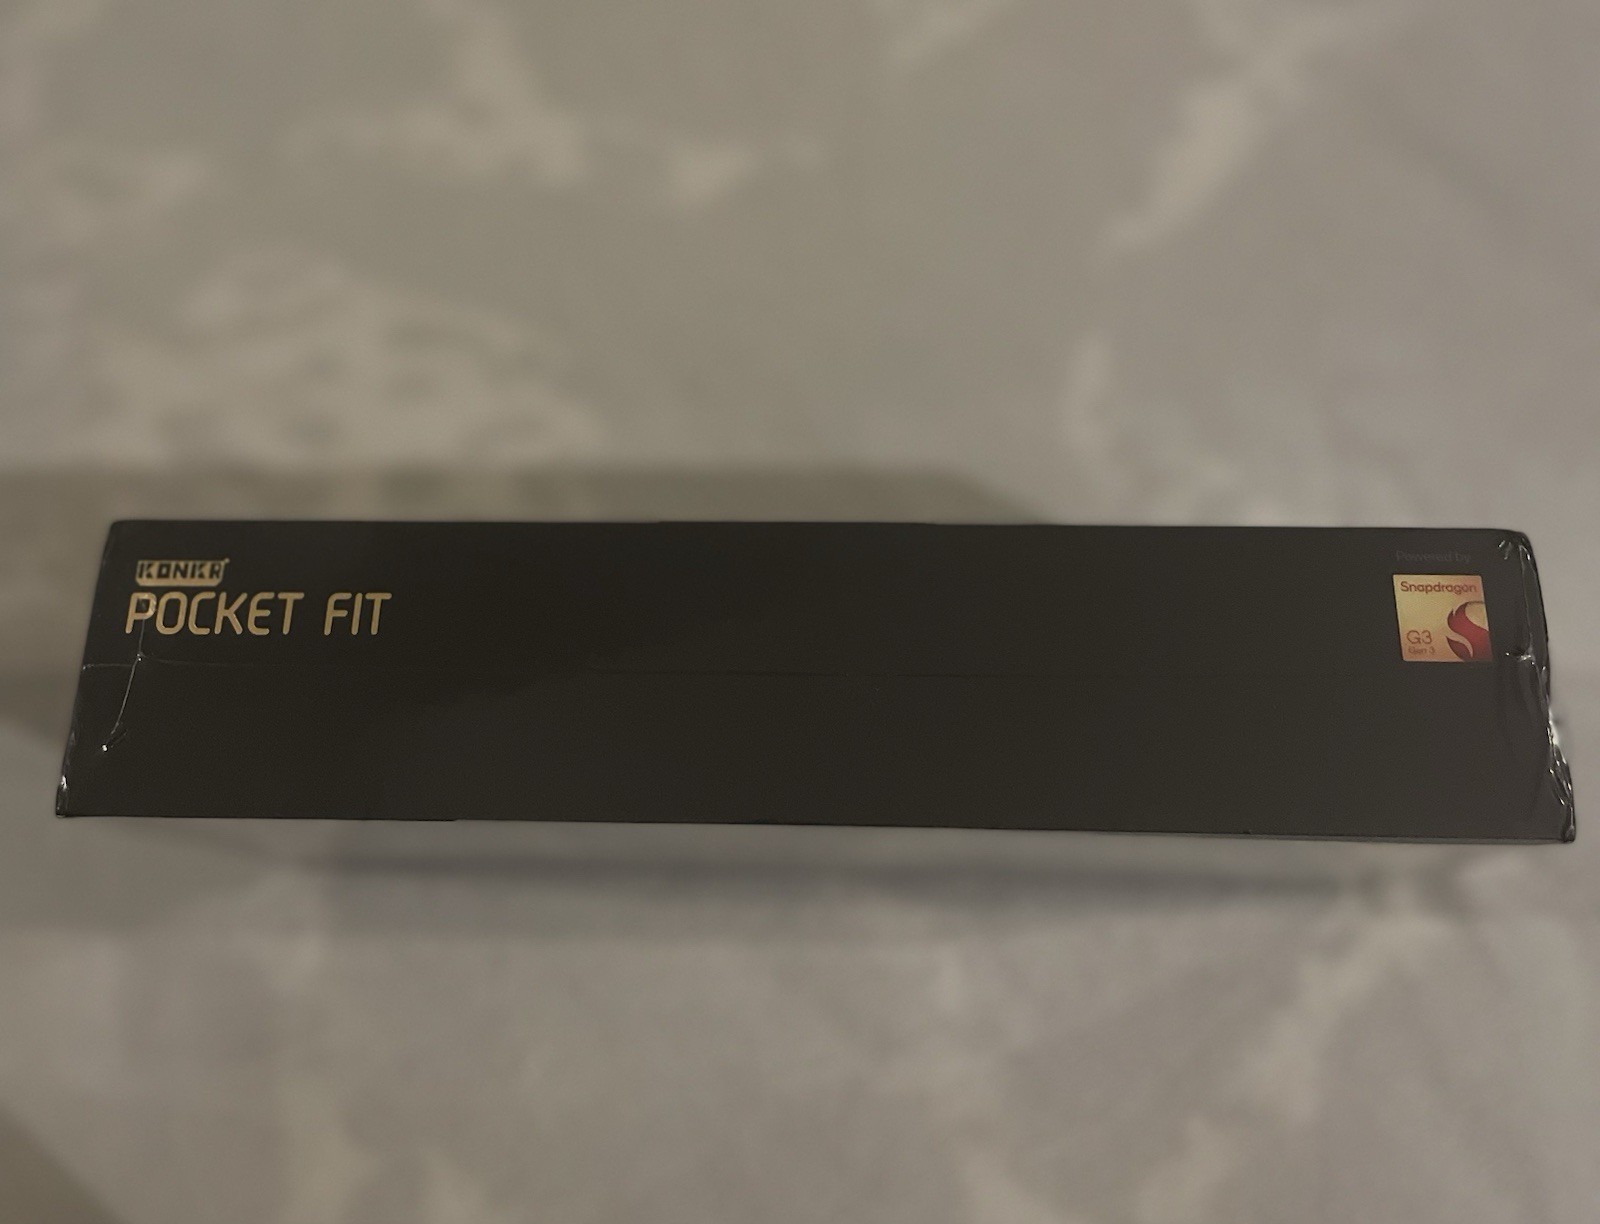 KONKR
POCKET FIT
Powered by
Snapdragon
G3
Gen 3